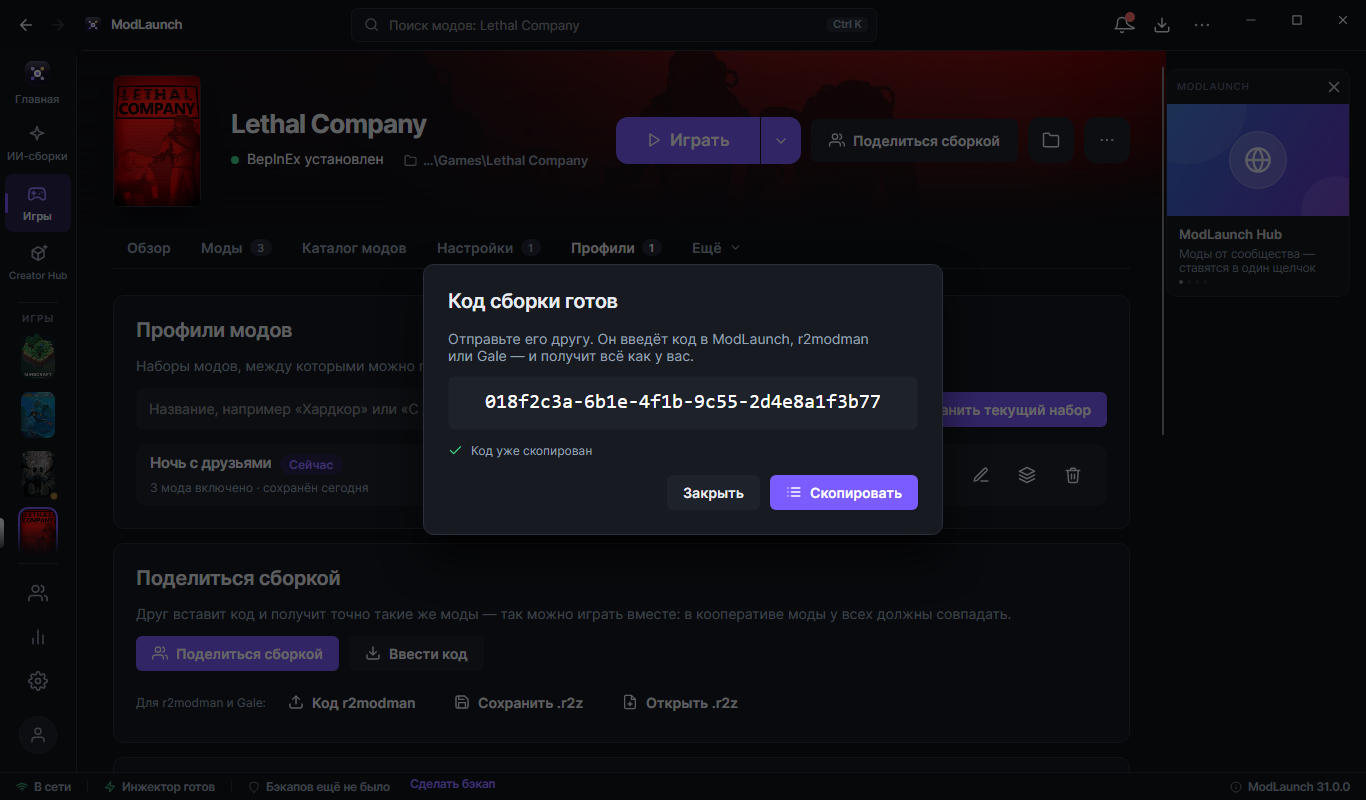 ModLaunch
Поиск модов: Lethal Company
Ctrl K
Главная
ИИ-сборки
Игры
Creator Hub
ИГРЫ
MINECRAFT
LETHAL
COMPANY
Lethal Company
BepInEx установлен
...\Games\Lethal Company
Играть
Поделиться сборкой
MODLAUNCH
ModLaunch Hub
Моды от сообщества —
ставятся в один щелчок
Обзор
Моды 3
Каталог модов
Настройки 1
Профили 1
Ещё
Профили модов
Наборы модов, между которыми можно
Название, например «Хардкор» или «С
анить текущий набор
Ночь с друзьями
Сейчас
3 мода включено · сохранён сегодня
Код сборки готов
Отправьте его другу. Он введёт код в ModLaunch, r2modman
или Gale — и получит всё как у вас.
018f2c3a-6b1e-4f1b-9c55-2d4e8a1f3b77
Код уже скопирован
Закрыть
Скопировать
Поделиться сборкой
Друг вставит код и получит точно такие же моды — так можно играть вместе: в кооперативе моды у всех должны совпадать.
Поделиться сборкой
Ввести код
Для r2modman и Gale:
Код r2modman
Сохранить .r2z
Открыть .r2z
В сети
Инжектор готов
Бэкапов ещё не было
Сделать бэкап
ModLaunch 31.0.0